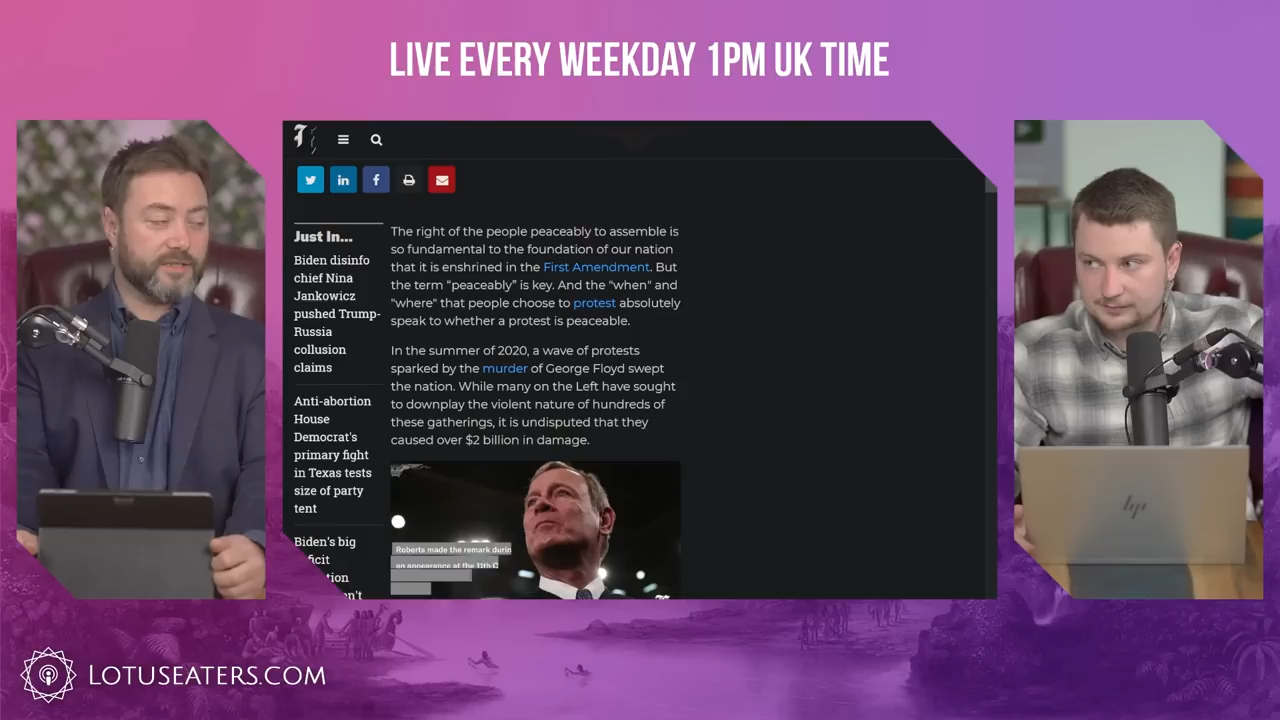 LIVE EVERY WEEKDAY 1PM UK TIME
Just In...
Biden disinfo
chief Nina
Jankowicz
pushed Trump-
Russia
collusion
claims
Anti-abortion
House
Democrat's
primary fight
in Texas tests
size of party
tent
Biden's big
The right of the people peaceably to assemble is
so fundamental to the foundation of our nation
that it is enshrined in the First Amendment. But
the term “peaceably” is key. And the "when" and
"where" that people choose to protest absolutely
speak to whether a protest is peaceable.
In the summer of 2020, a wave of protests
sparked by the murder of George Floyd swept
the nation. While many on the Left have sought
to downplay the violent nature of hundreds of
these gatherings, it is undisputed that they
caused over $2 billion in damage.
Roberts made the remark durin
an appearance at the 11th C
hp
LOTUSEATERS.COM